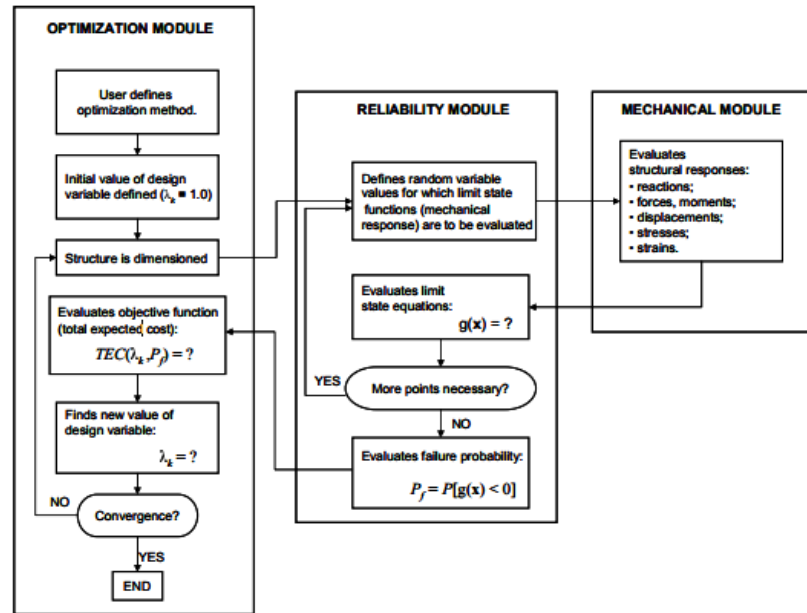 OPTIMIZATION MODULE
User defines
optimization method.
Initial value of design
variable defined (λk = 1.0)
Structure is dimensioned
Evaluates objective function
(total expected cost):
TEC(λk,Pf) = ?
Finds new value of
design variable:
λk = ?
NO
Convergence?
YES
END
RELIABILITY MODULE
Defines random variable
values for which limit state
functions (mechanical
response) are to be evaluated
Evaluates limit
state equations:
g(x) = ?
YES
More points necessary?
NO
Evaluates failure probability:
Pf = P[g(x) < 0]
MECHANICAL MODULE
Evaluates
structural responses:
• reactions;
• forces, moments;
• displacements;
• stresses;
• strains.